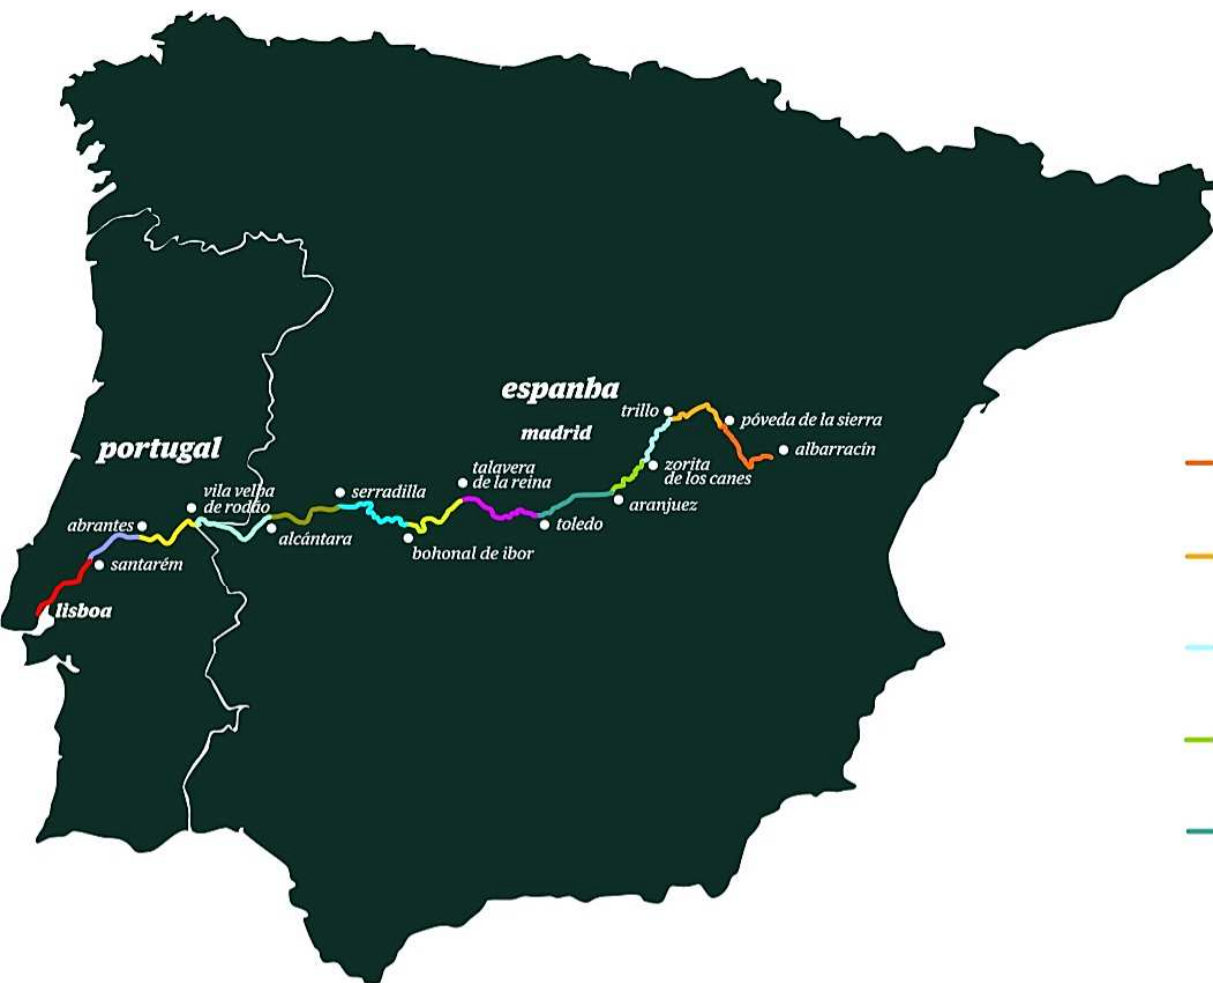 espanha
trillo
póveda de la sierra
madrid
albarracín
portugal
talavera
de la reina
zorita
de los canes
vila velha
de rodão
serradilla
aranjuez
abrantes
toledo
alcántara
bohonal de ibor
santarém
lisboa